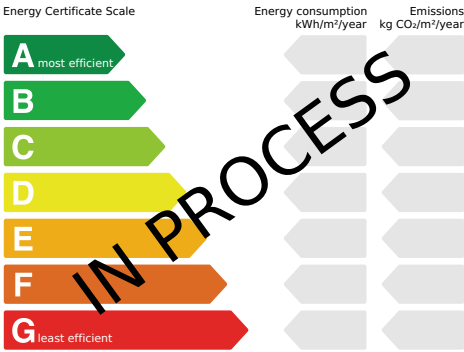 Energy Certificate Scale
Energy consumption
kWh/m²/year
Emissions
kg CO₂/m²/year
A most efficient
B
C
D
E
F
G least efficient
IN PROCESS